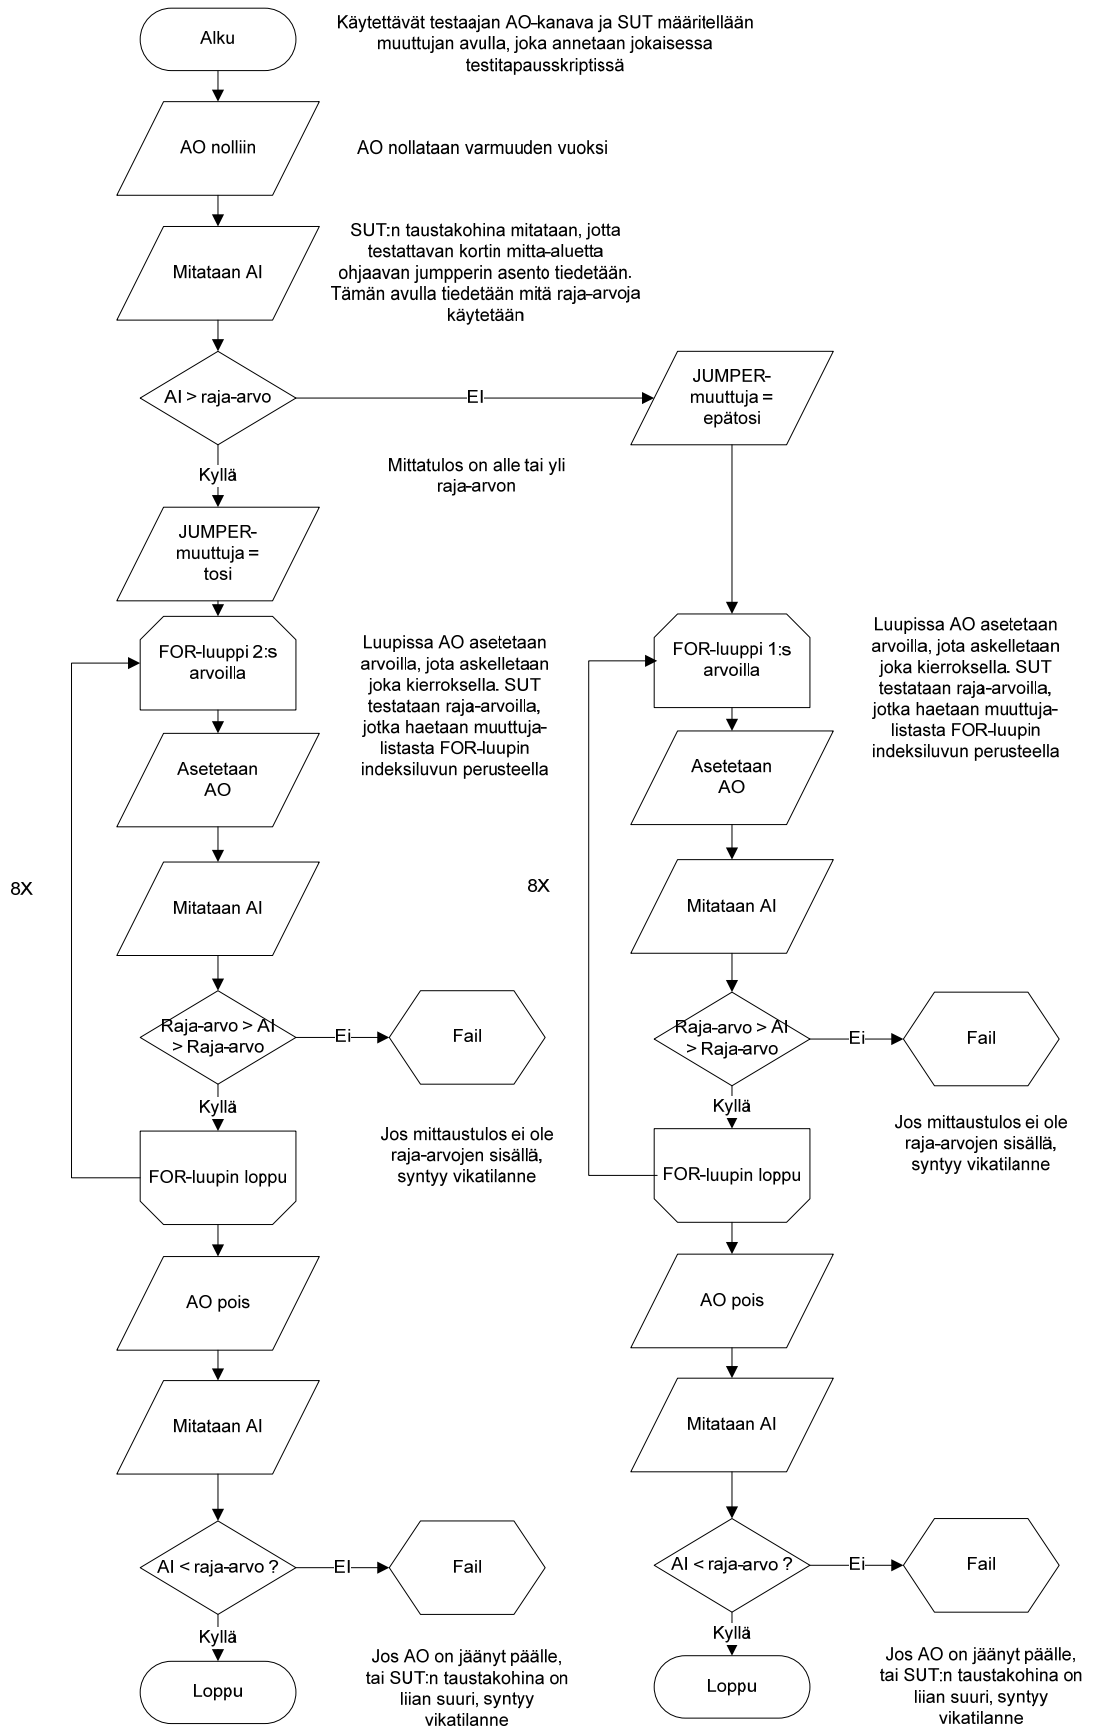 Alku
Käytettävät testaajan AO-kanava ja SUT määritellään
muuttujan avulla, joka annetaan jokaisessa
testitapausskriptissä
AO nolliin
AO nollataan varmuuden vuoksi
Mitataan AI
SUT:n taustakohina mitataan, jotta
testattavan kortin mitta-aluetta
ohjaavan jumpperin asento tiedetään.
Tämän avulla tiedetään mitä raja-arvoja
käytetään
AI > raja-arvo
EI
JUMPER-
muuttuja =
epätosi
Kyllä
Mittatulos on alle tai yli
raja-arvon
JUMPER-
muuttuja =
tosi
FOR-luuppi 2:s
arvoilla
Luupissa AO asetetaan
arvoilla, jota askelletaan
joka kierroksella. SUT
testataan raja-arvoilla,
jotka haetaan muuttuja-
listasta FOR-luupin
indeksiluvun perusteella
Asetetaan
AO
8X
Mitataan AI
Raja-arvo > AI
> Raja-arvo
Ei
Fail
Kyllä
Jos mittaustulos ei ole
raja-arvojen sisällä,
syntyy vikatilanne
FOR-luupin loppu
AO pois
Mitataan AI
AI < raja-arvo ?
EI
Fail
Kyllä
Jos AO on jäänyt päälle,
tai SUT:n taustakohina on
liian suuri, syntyy
vikatilanne
Loppu
FOR-luuppi 1:s
arvoilla
Luupissa AO asetetaan
arvoilla, jota askelletaan
joka kierroksella. SUT
testataan raja-arvoilla,
jotka haetaan muuttuja-
listasta FOR-luupin
indeksiluvun perusteella
Asetetaan
AO
8X
Mitataan AI
Raja-arvo > AI
> Raja-arvo
Ei
Fail
Kyllä
Jos mittaustulos ei ole
raja-arvojen sisällä,
syntyy vikatilanne
FOR-luupin loppu
AO pois
Mitataan AI
AI < raja-arvo ?
Ei
Fail
Kyllä
Jos AO on jäänyt päälle,
tai SUT:n taustakohina on
liian suuri, syntyy
vikatilanne
Loppu